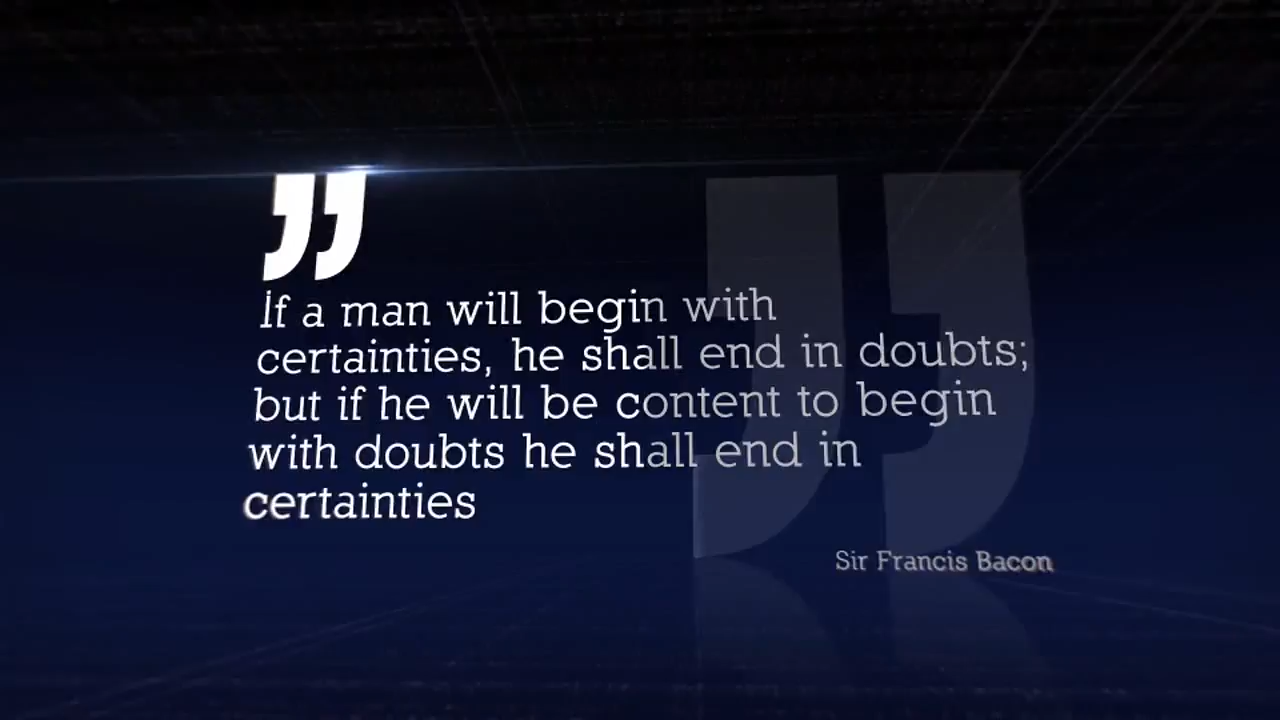 ”
If a man will begin with
certainties, he shall end in doubts;
but if he will be content to begin
with doubts he shall end in
certainties
Sir Francis Bacon